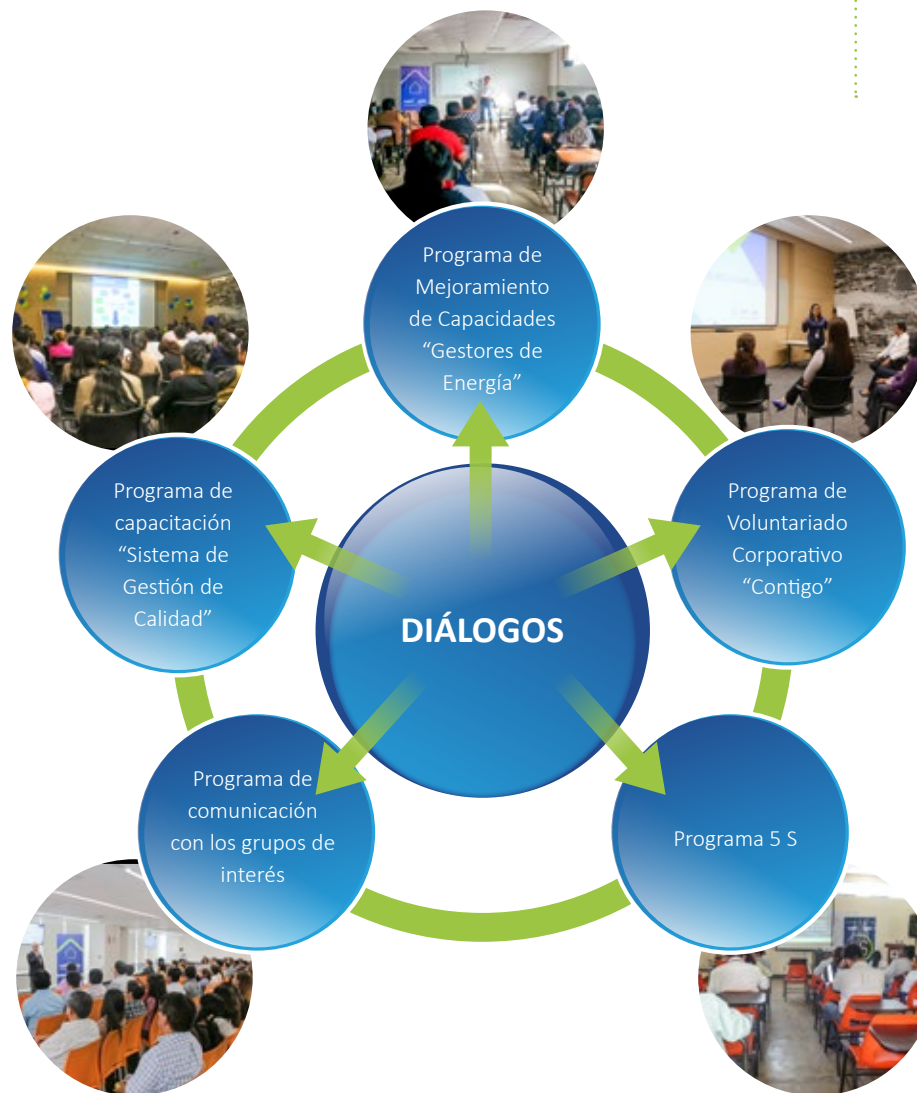 Programa de
Mejoramiento
de Capacidades
“Gestores de
Energía”
Programa de
capacitación
“Sistema de
Gestión de
Calidad”
Programa de
Voluntariado
Corporativo
“Contigo”
DIÁLOGOS
Programa de
comunicación
con los grupos de
interés
Programa 5 S